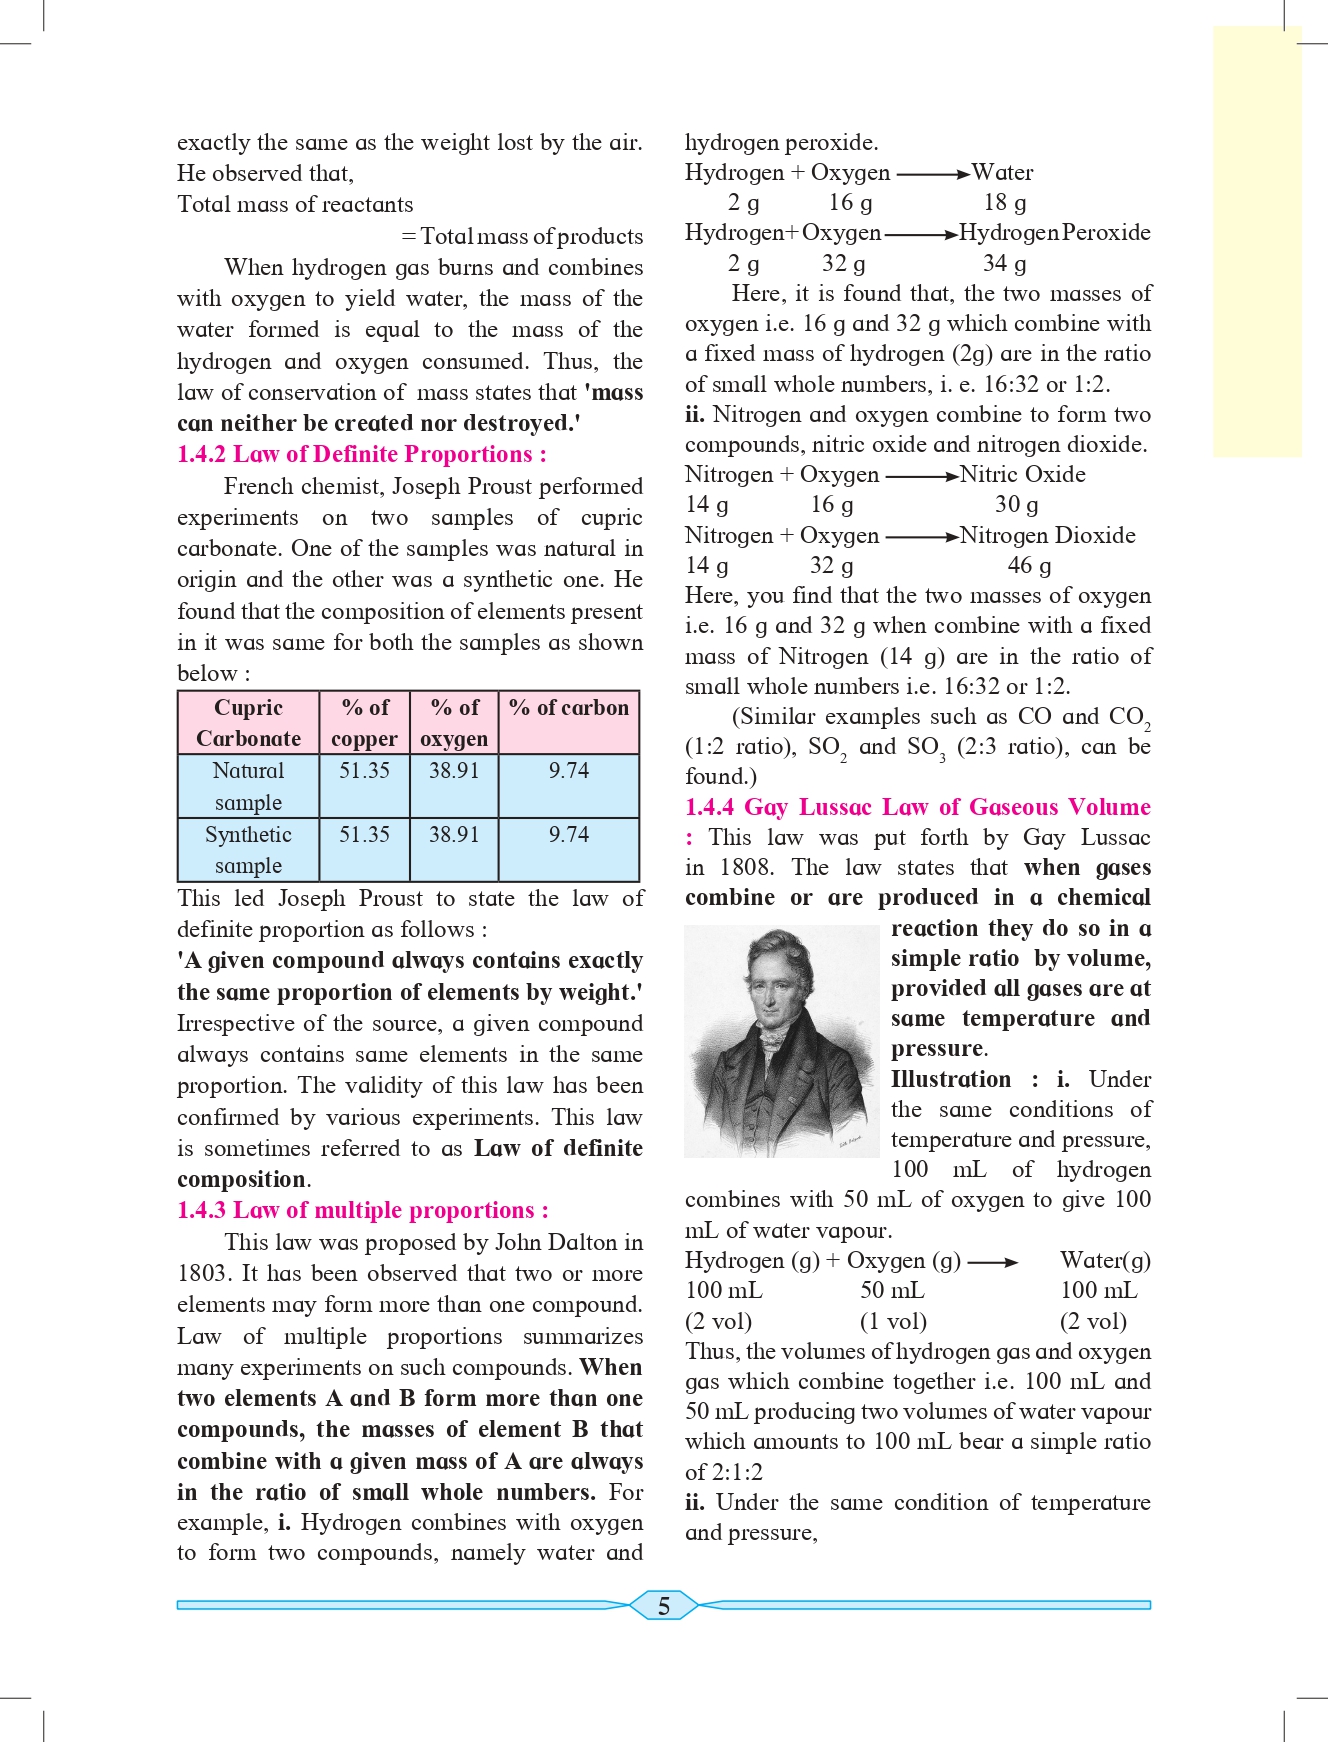 exactly the same as the weight lost by the air.
He observed that,
Total mass of reactants
= Total mass of products
When hydrogen gas burns and combines
with oxygen to yield water, the mass of the
water formed is equal to the mass of the
hydrogen and oxygen consumed. Thus, the
law of conservation of mass states that 'mass
can neither be created nor destroyed.'
1.4.2 Law of Definite Proportions :
French chemist, Joseph Proust performed
experiments on two samples of cupric
carbonate. One of the samples was natural in
origin and the other was a synthetic one. He
found that the composition of elements present
in it was same for both the samples as shown
below :
Cupric % of % of % of carbon
Carbonate copper oxygen
Natural 51.35 38.91 9.74
sample
Synthetic 51.35 38.91 9.74
sample
This led Joseph Proust to state the law of
definite proportion as follows :
'A given compound always contains exactly
the same proportion of elements by weight.'
Irrespective of the source, a given compound
always contains same elements in the same
proportion. The validity of this law has been
confirmed by various experiments. This law
is sometimes referred to as Law of definite
composition.
1.4.3 Law of multiple proportions :
This law was proposed by John Dalton in
1803. It has been observed that two or more
elements may form more than one compound.
Law of multiple proportions summarizes
many experiments on such compounds. When
two elements A and B form more than one
compounds, the masses of element B that
combine with a given mass of A are always
in the ratio of small whole numbers. For
example, i. Hydrogen combines with oxygen
to form two compounds, namely water and
hydrogen peroxide.
Hydrogen + Oxygen ⟶ Water
2 g 16 g 18 g
Hydrogen + Oxygen ⟶ Hydrogen Peroxide
2 g 32 g 34 g
Here, it is found that, the two masses of
oxygen i.e. 16 g and 32 g which combine with
a fixed mass of hydrogen (2g) are in the ratio
of small whole numbers, i. e. 16:32 or 1:2.
ii. Nitrogen and oxygen combine to form two
compounds, nitric oxide and nitrogen dioxide.
Nitrogen + Oxygen ⟶ Nitric Oxide
14 g 16 g 30 g
Nitrogen + Oxygen ⟶ Nitrogen Dioxide
14 g 32 g 46 g
Here, you find that the two masses of oxygen
i.e. 16 g and 32 g when combine with a fixed
mass of Nitrogen (14 g) are in the ratio of
small whole numbers i.e. 16:32 or 1:2.
(Similar examples such as CO and CO₂
(1:2 ratio), SO₂ and SO₃ (2:3 ratio), can be
found.)
1.4.4 Gay Lussac Law of Gaseous Volume
: This law was put forth by Gay Lussac
in 1808. The law states that when gases
combine or are produced in a chemical
reaction they do so in a
simple ratio by volume,
provided all gases are at
same temperature and
pressure.
Illustration : i. Under
the same conditions of
temperature and pressure,
100 mL of hydrogen
combines with 50 mL of oxygen to give 100
mL of water vapour.
Hydrogen (g) + Oxygen (g) ⟶ Water(g)
100 mL 50 mL 100 mL
(2 vol) (1 vol) (2 vol)
Thus, the volumes of hydrogen gas and oxygen
gas which combine together i.e. 100 mL and
50 mL producing two volumes of water vapour
which amounts to 100 mL bear a simple ratio
of 2:1:2
ii. Under the same condition of temperature
and pressure,
5